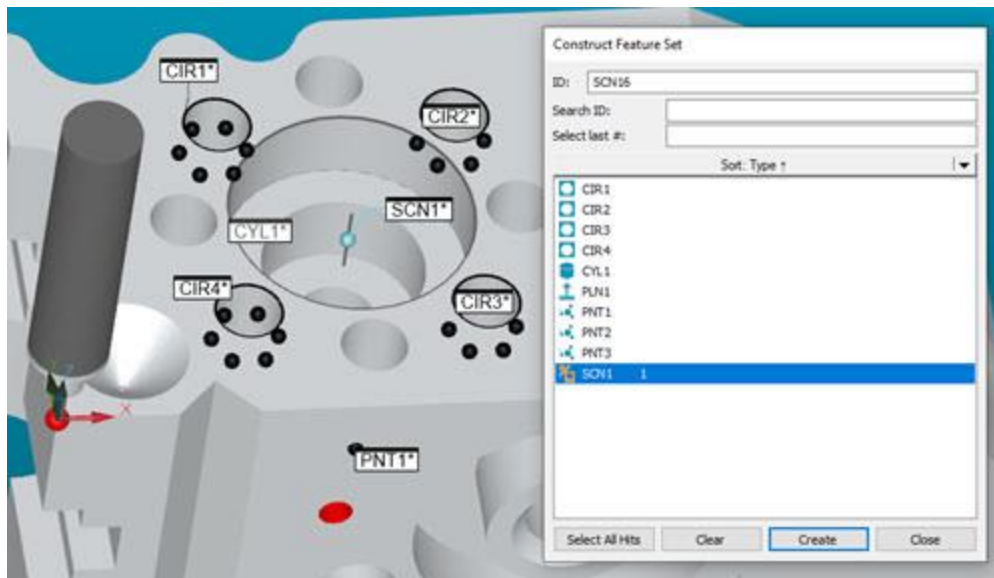 CIR1*
CIR2*
SCN1*
CYL1*
CIR4*
CIR3*
X
PNT1*
Construct Feature Set
ID: SCN16
Search ID:
Select last #:
Sort: Type ↑
CIR1
CIR2
CIR3
CIR4
CYL1
PLN1
PNT1
PNT2
PNT3
SCN1 1
Select All Hits Clear Create Close